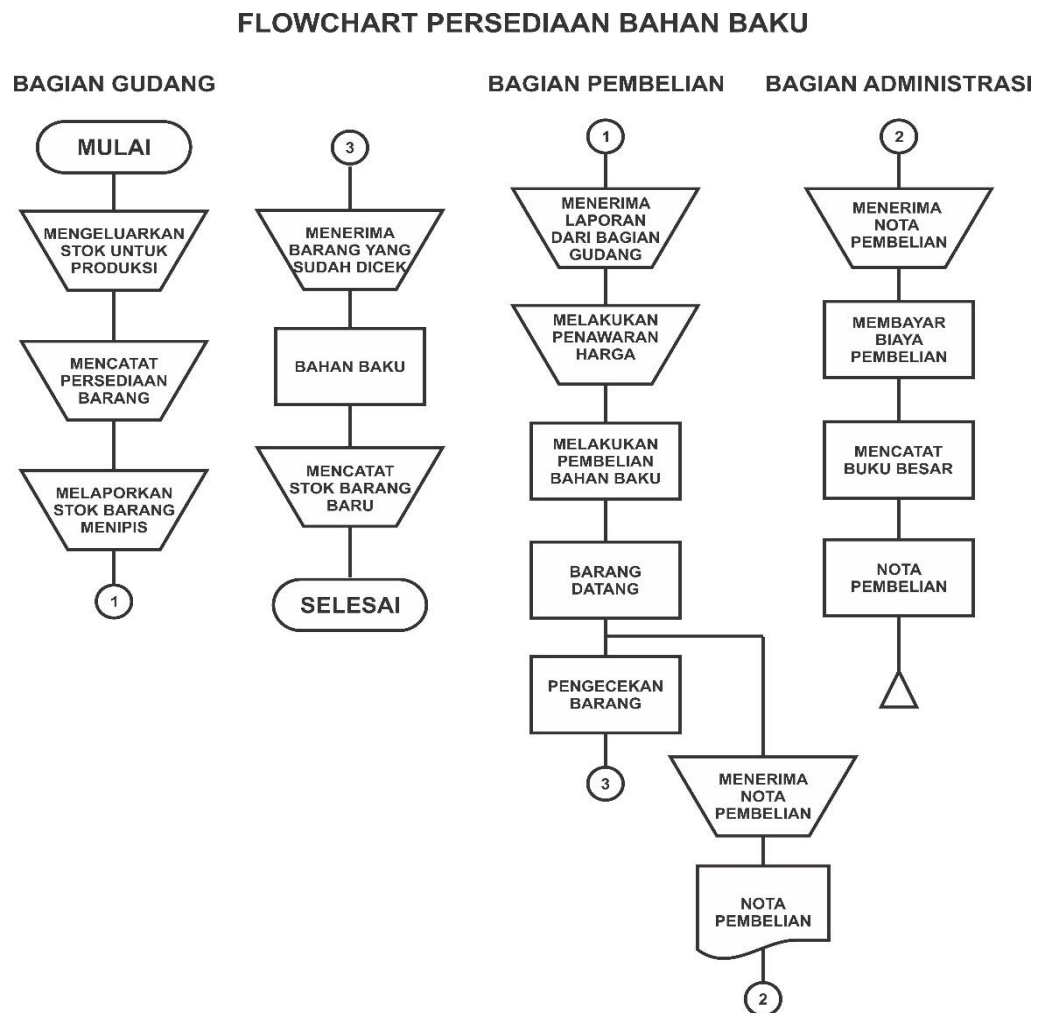 FLOWCHART PERSEDIAAN BAHAN BAKU
BAGIAN GUDANG
MULAI
MENGELUARKAN
STOK UNTUK
PRODUKSI
MENCATAT
PERSEDIAAN
BARANG
MELAPORKAN
STOK BARANG
MENIPIS
1
3
MENERIMA
BARANG YANG
SUDAH DICEK
BAHAN BAKU
MENCATAT
STOK BARANG
BARU
SELESAI
BAGIAN PEMBELIAN
1
MENERIMA
LAPORAN
DARI BAGIAN
GUDANG
MELAKUKAN
PENAWARAN
HARGA
MELAKUKAN
PEMBELIAN
BAHAN BAKU
BARANG
DATANG
PENGECEKAN
BARANG
3
MENERIMA
NOTA
PEMBELIAN
NOTA
PEMBELIAN
2
BAGIAN ADMINISTRASI
2
MENERIMA
NOTA
PEMBELIAN
MEMBAYAR
BIAYA
PEMBELIAN
MENCATAT
BUKU BESAR
NOTA
PEMBELIAN